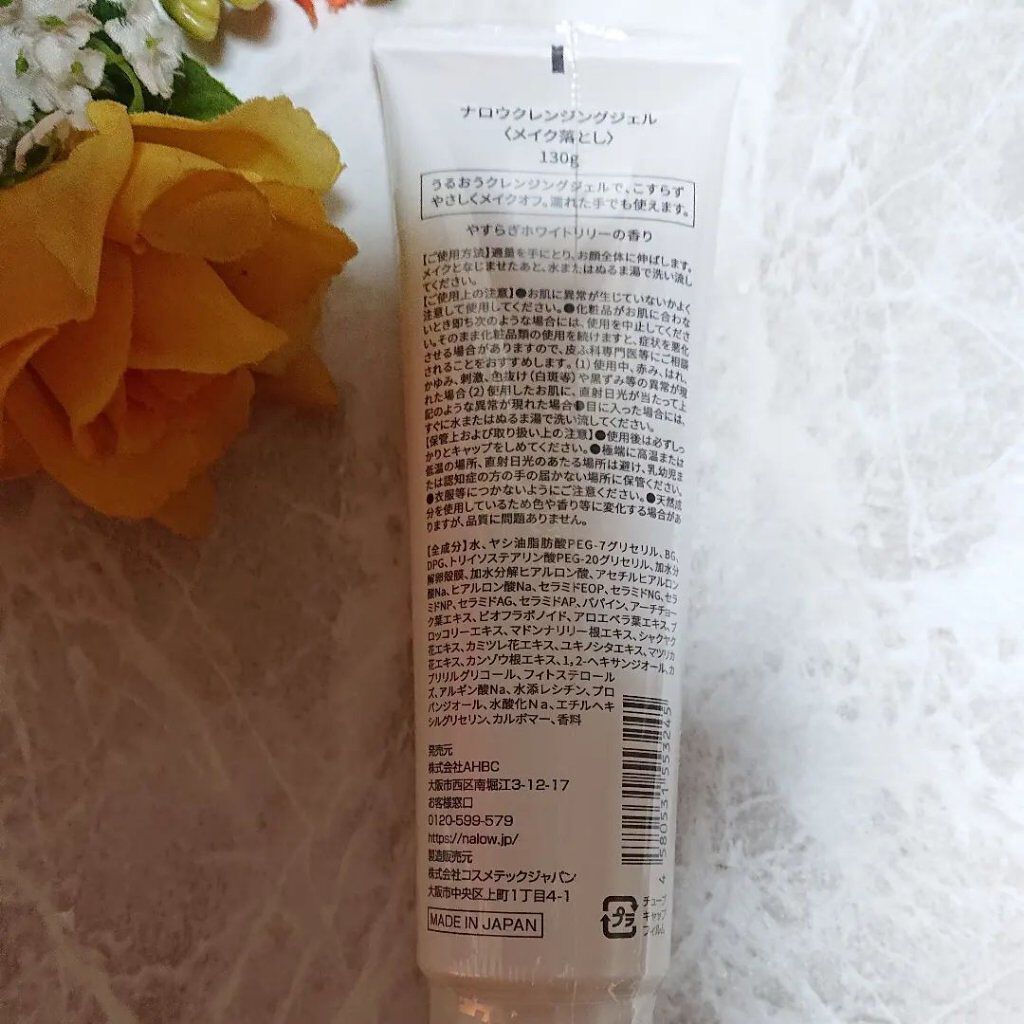 ナロウクレンジングジェル
〈メイク落とし〉
130g
うるおうクレンジングジェルで、こすらず
やさしくメイクオフ。濡れた手でも使えます。
やすらぎホワイトリリーの香り
【ご使用方法】適量を手にとり、お顔全体に伸ばします。
メイクとなじませたあと、水またはぬるま湯で洗い流し
てください。
【ご使用上の注意】●お肌に異常が生じていないかよく
注意して使用してください。●化粧品がお肌に合わな
いとき即ち次のような場合には、使用を中止してくださ
い。そのまま化粧品類の使用を続けますと、症状を悪化
させる場合がありますので、皮ふ科専門医等にご相談
されることをおすすめします。(1)使用中、赤み、はれ、
かゆみ、刺激、色抜け(白斑等)や黒ずみ等の異常が現
れた場合(2)使用したお肌に、直射日光が当たって上
記のような異常が現れた場合●目に入った場合には、
すぐに水またはぬるま湯で洗い流してください。
【保管上および取り扱い上の注意】●使用後は必ずしっ
かりとキャップをしめてください。●極端に高温または
低温の場所、直射日光のあたる場所は避け、乳幼児ま
たは認知症の方の手の届かない場所に保管ください。
●衣服等につかないようにご注意ください。●天然成
分を使用しているため色や香り等に変化する場合があ
りますが、品質に問題ありません。
【全成分】水、ヤシ油脂肪酸PEG-7グリセリル、BG、
DPG、トリイソステアリン酸PEG-20グリセリル、加水分
解卵殻膜、加水分解ヒアルロン酸、アセチルヒアルロン
酸Na、ヒアルロン酸Na、セラミドEOP、セラミドNG、セラ
ミドNP、セラミドAG、セラミドAP、パパイン、アーチチョー
ク葉エキス、ビオフラボノイド、アロエベラ葉エキス、ブ
ロッコリーエキス、マドンナリリー根エキス、シャクヤク
花エキス、カミツレ花エキス、ユキノシタエキス、マツリカ
花エキス、カンゾウ根エキス、1,2-ヘキサンジオール、カ
プリリルグリコール、フィトステロール
ズ、アルギン酸Na、水添レシチン、プロ
パンジオール、水酸化Na、エチルヘキ
シルグリセリン、カルボマー、香料
発売元
株式会社AHBC
大阪市西区南堀江3-12-17
お客様窓口
0120-599-579
https://nalow.jp/
製造販売元
株式会社コスメテックジャパン
大阪市中央区上町1丁目4-1
MADE IN JAPAN
4 580531 553245
プラ
チューブ
キャップ
フィルム